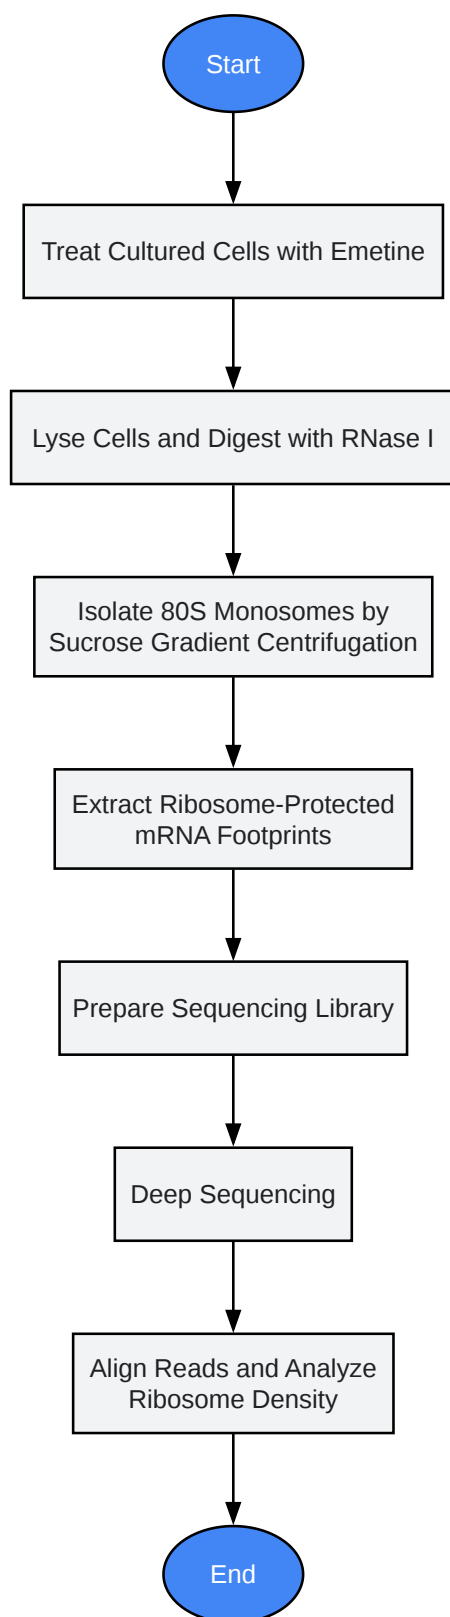 Start
Treat Cultured Cells with Emetine
Lyse Cells and Digest with RNase I
Isolate 80S Monosomes by
Sucrose Gradient Centrifugation
Extract Ribosome-Protected
mRNA Footprints
Prepare Sequencing Library
Deep Sequencing
Align Reads and Analyze
Ribosome Density
End